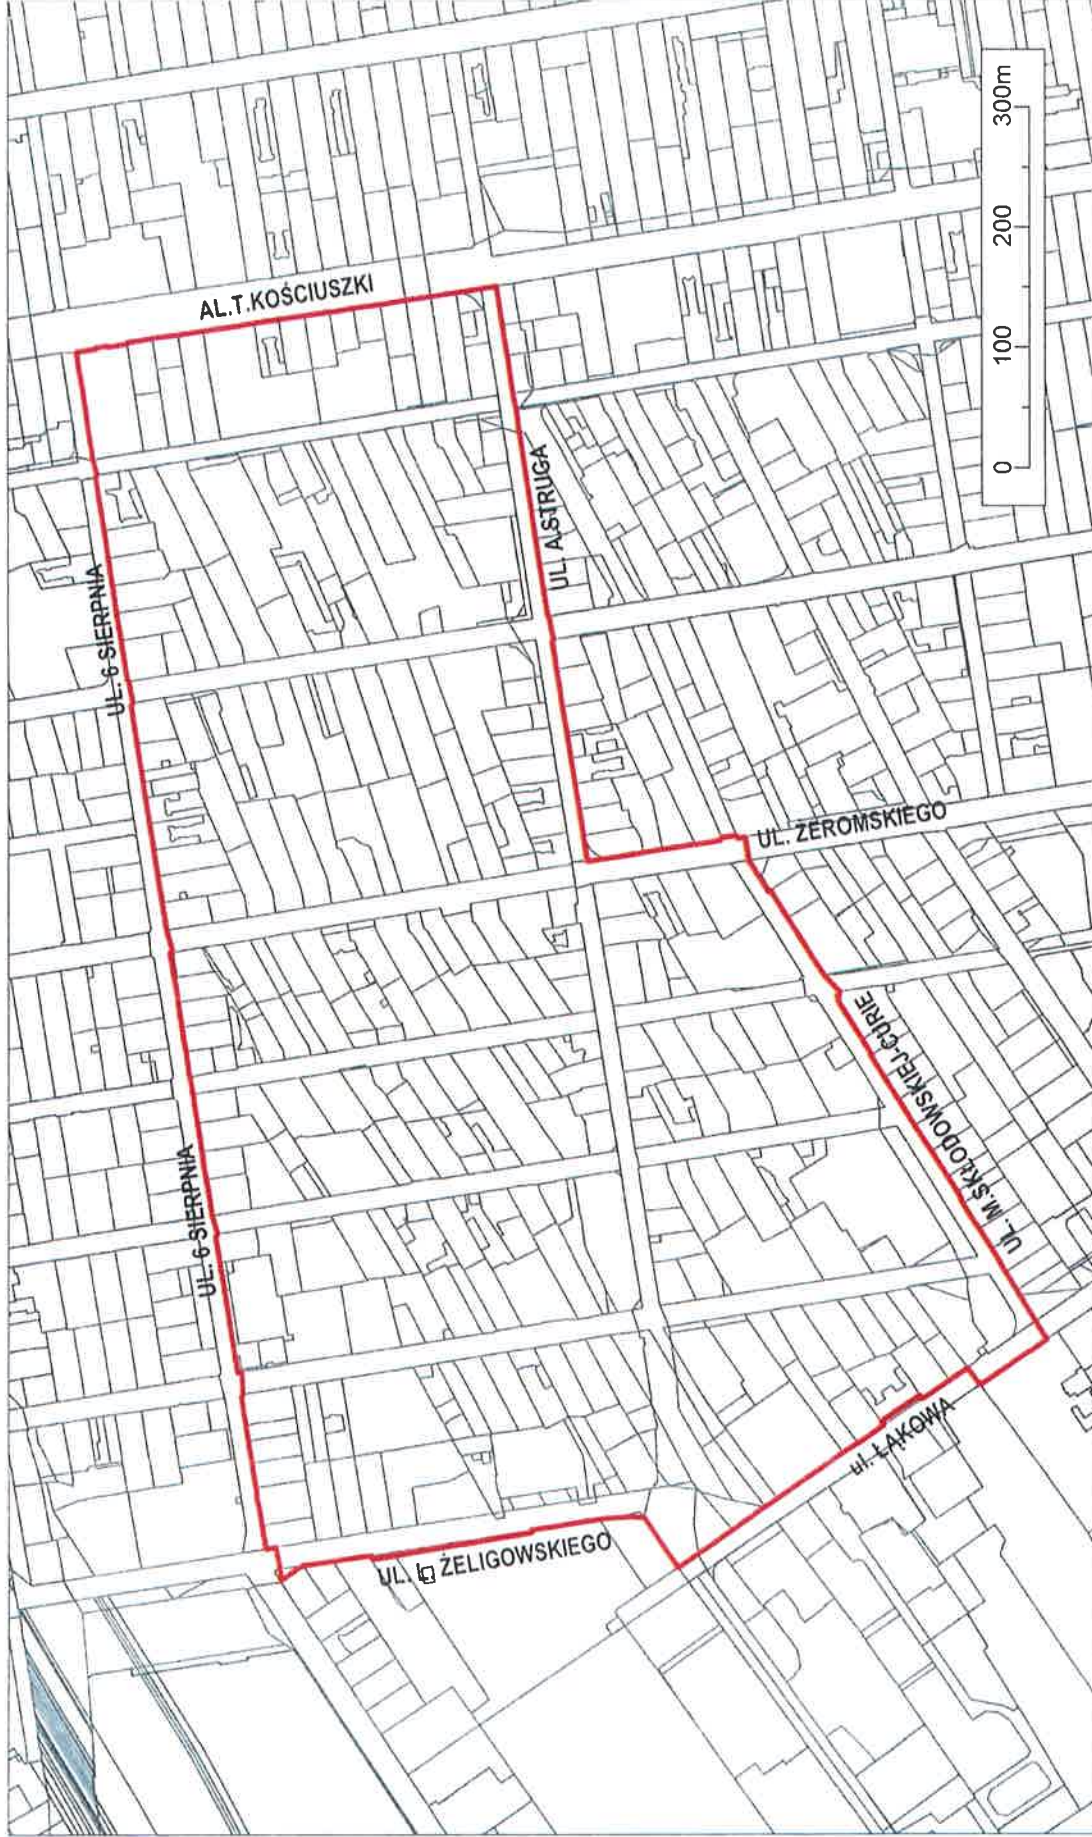 AL.T.KOŚCIUSZKI
UL. 6 SIERPNIA
UL. A.STRUGA
UL. 6 SIERPNIA
UL. ŻEROMSKIEGO
UL. M.SKŁODOWSKIEJ-CURIE
ul. ŁĄKOWA
UL. L. ŻELIGOWSKIEGO
0 100 200 300m